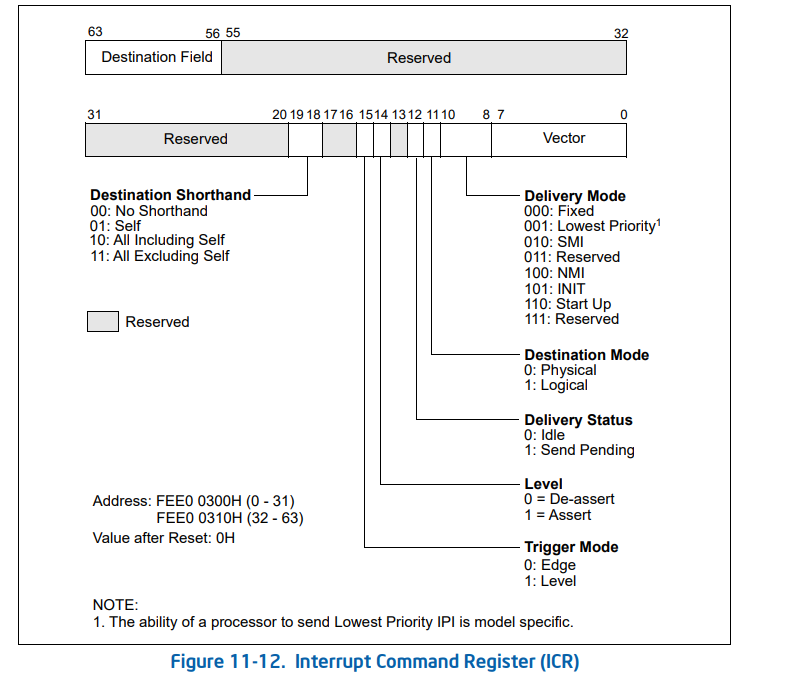 63 56 55 32
Destination Field Reserved
31 20 19 18 17 16 15 14 13 12 11 10 8 7 0
Reserved Vector
Destination Shorthand
00: No Shorthand
01: Self
10: All Including Self
11: All Excluding Self
Reserved
Delivery Mode
000: Fixed
001: Lowest Priority¹
010: SMI
011: Reserved
100: NMI
101: INIT
110: Start Up
111: Reserved
Destination Mode
0: Physical
1: Logical
Delivery Status
0: Idle
1: Send Pending
Level
0 = De-assert
1 = Assert
Trigger Mode
0: Edge
1: Level
Address: FEE0 0300H (0 - 31)
FEE0 0310H (32 - 63)
Value after Reset: 0H
NOTE:
1. The ability of a processor to send Lowest Priority IPI is model specific.
Figure 11-12. Interrupt Command Register (ICR)